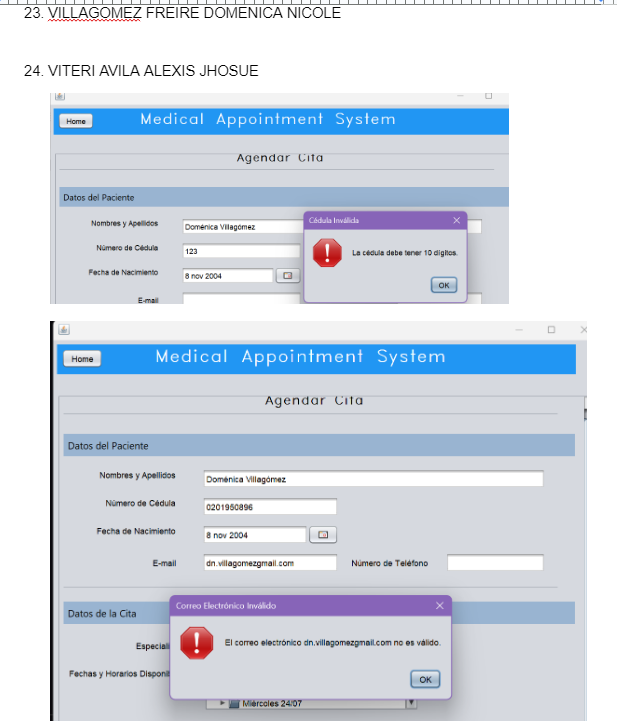 23. VILLAGOMEZ FREIRE DOMENICA NICOLE
24. VITERI AVILA ALEXIS JHOSUE
Home Medical Appointment System
Agendar Cita
Datos del Paciente
Nombres y Apellidos Doménica Villagómez
Cédula Inválida
Número de Cédula 123
La cédula debe tener 10 dígitos.
Fecha de Nacimiento 8 nov 2004
OK
E-mail
Home Medical Appointment System
Agendar Cita
Datos del Paciente
Nombres y Apellidos Doménica Villagómez
Número de Cédula 0201950896
Fecha de Nacimiento 8 nov 2004
E-mail dn.villagomezgmail.com Número de Teléfono
Correo Electrónico Inválido
Datos de la Cita
El correo electrónico dn.villagomezgmail.com no es válido.
Especiali
Fechas y Horarios Disponil
OK
Miércoles 24/07